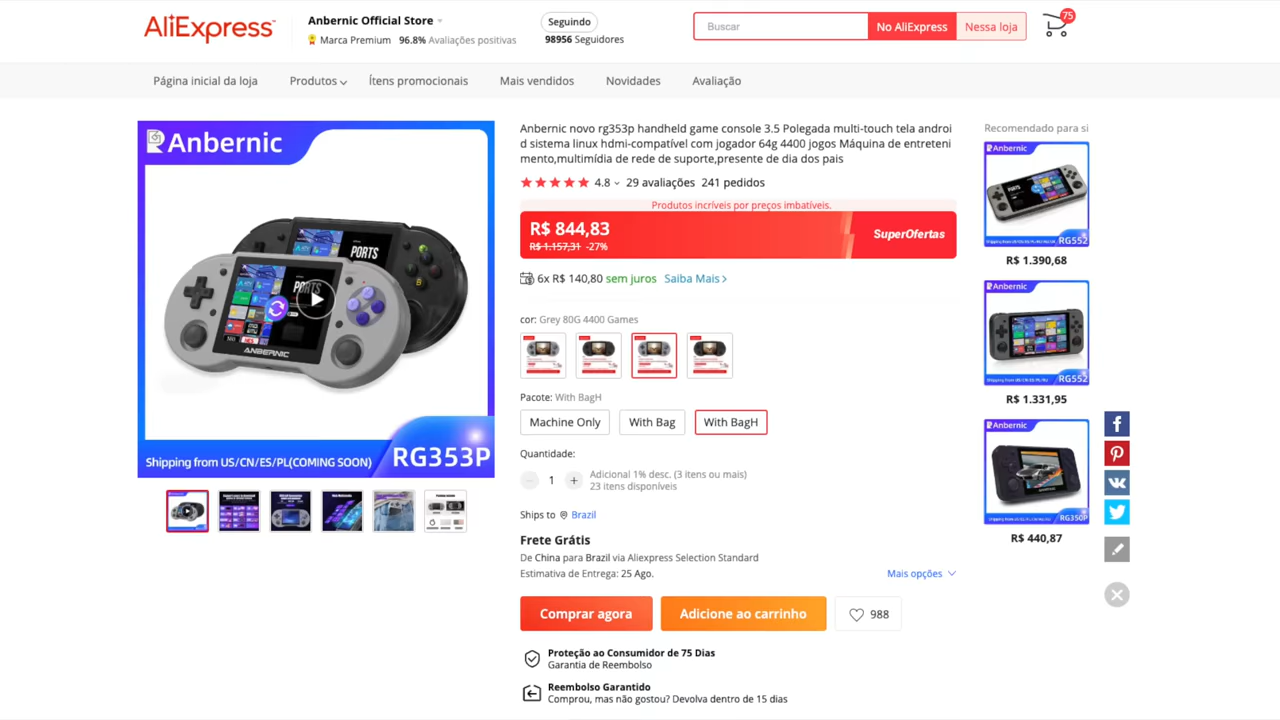 AliExpress
Anbernic Official Store
Marca Premium 96.8% Avaliações positivas
Seguindo
98956 Seguidores
Buscar
No AliExpress
Nessa loja
75
Página inicial da loja
Produtos
Ítens promocionais
Mais vendidos
Novidades
Avaliação
Anbernic
PORTS
PORTS
ANBERNIC
Shipping from US/CN/ES/PL(COMING SOON)
RG353P
Anbernic novo rg353p handheld game console 3.5 Polegada multi-touch tela androi
d sistema linux hdmi-compatível com jogador 64g 4400 jogos Máquina de entreteni
mento,multimídia de rede de suporte,presente de dia dos pais
4.8
29 avaliações
241 pedidos
Produtos incríveis por preços imbatíveis.
R$ 844,83
R$ 1.157,31 -27%
SuperOfertas
6x R$ 140,80 sem juros Saiba Mais
cor: Grey 80G 4400 Games
Pacote: With BagH
Machine Only
With Bag
With BagH
Quantidade:
1
Adicional 1% desc. (3 itens ou mais)
23 itens disponíveis
Ships to Brazil
Frete Grátis
De China para Brazil via Aliexpress Selection Standard
Estimativa de Entrega: 25 Ago.
Mais opções
Comprar agora
Adicione ao carrinho
988
Proteção ao Consumidor de 75 Dias
Garantia de Reembolso
Reembolso Garantido
Comprou, mas não gostou? Devolva dentro de 15 dias
Recomendado para si
Anbernic
PORTS
RG552
R$ 1.390,68
Anbernic
Shipping from US/CN/ES/PL
RG552
R$ 1.331,95
Anbernic
RG350P
R$ 440,87